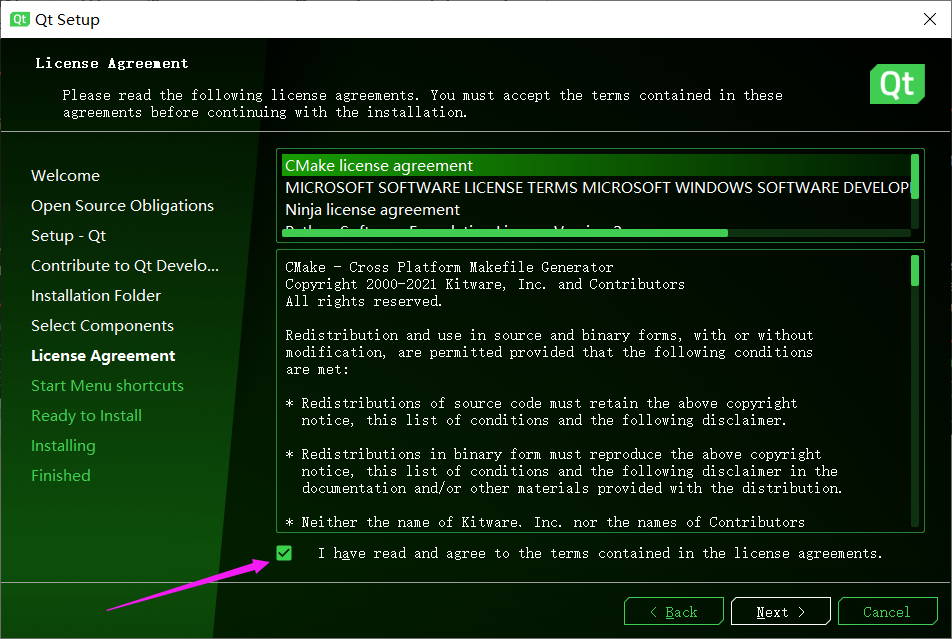 Qt Qt Setup
License Agreement
Please read the following license agreements. You must accept the terms contained in these
agreements before continuing with the installation.
Qt
Welcome
Open Source Obligations
Setup - Qt
Contribute to Qt Develo...
Installation Folder
Select Components
License Agreement
Start Menu shortcuts
Ready to Install
Installing
Finished
CMake license agreement
MICROSOFT SOFTWARE LICENSE TERMS MICROSOFT WINDOWS SOFTWARE DEVELOP
Ninja license agreement
CMake - Cross Platform Makefile Generator
Copyright 2000-2021 Kitware, Inc. and Contributors
All rights reserved.
Redistribution and use in source and binary forms, with or without
modification, are permitted provided that the following conditions
are met:
* Redistributions of source code must retain the above copyright
notice, this list of conditions and the following disclaimer.
* Redistributions in binary form must reproduce the above copyright
notice, this list of conditions and the following disclaimer in the
documentation and/or other materials provided with the distribution.
* Neither the name of Kitware, Inc. nor the names of Contributors
I have read and agree to the terms contained in the license agreements.
< Back
Next >
Cancel